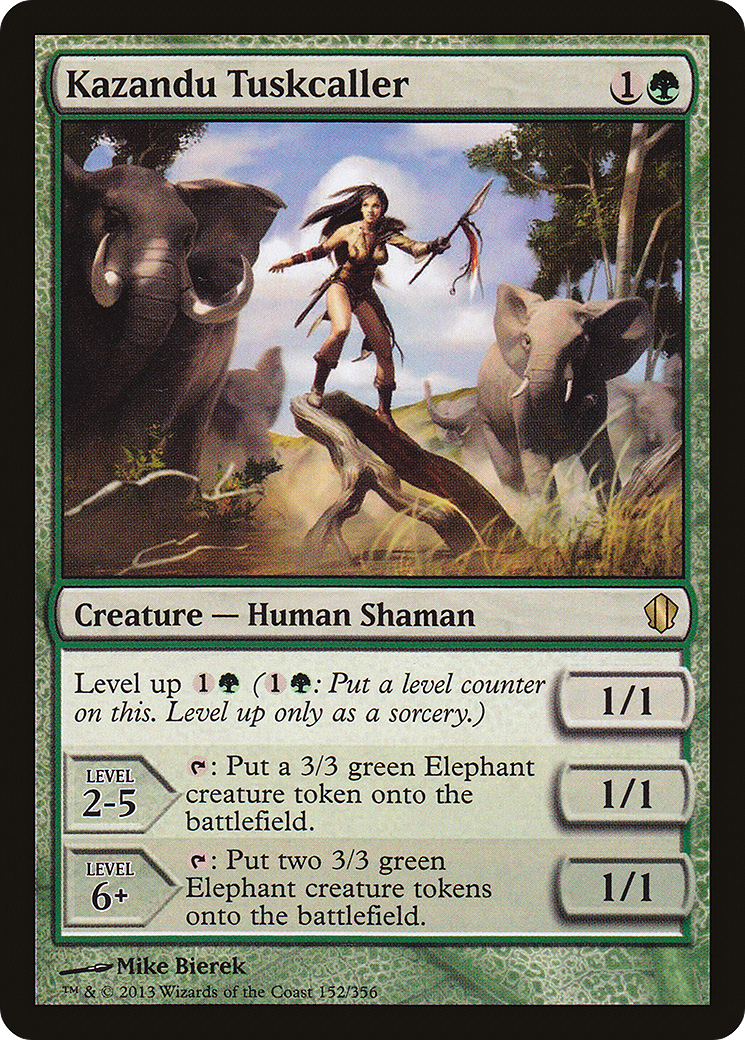 Kazandu Tuskcaller 1
Creature — Human Shaman
Level up 1 (1: Put a level counter
on this. Level up only as a sorcery.)
1/1
LEVEL
2-5
: Put a 3/3 green Elephant
creature token onto the
battlefield.
1/1
LEVEL
6+
: Put two 3/3 green
Elephant creature tokens
onto the battlefield.
1/1
Mike Bierek
™ & © 2013 Wizards of the Coast 152/356